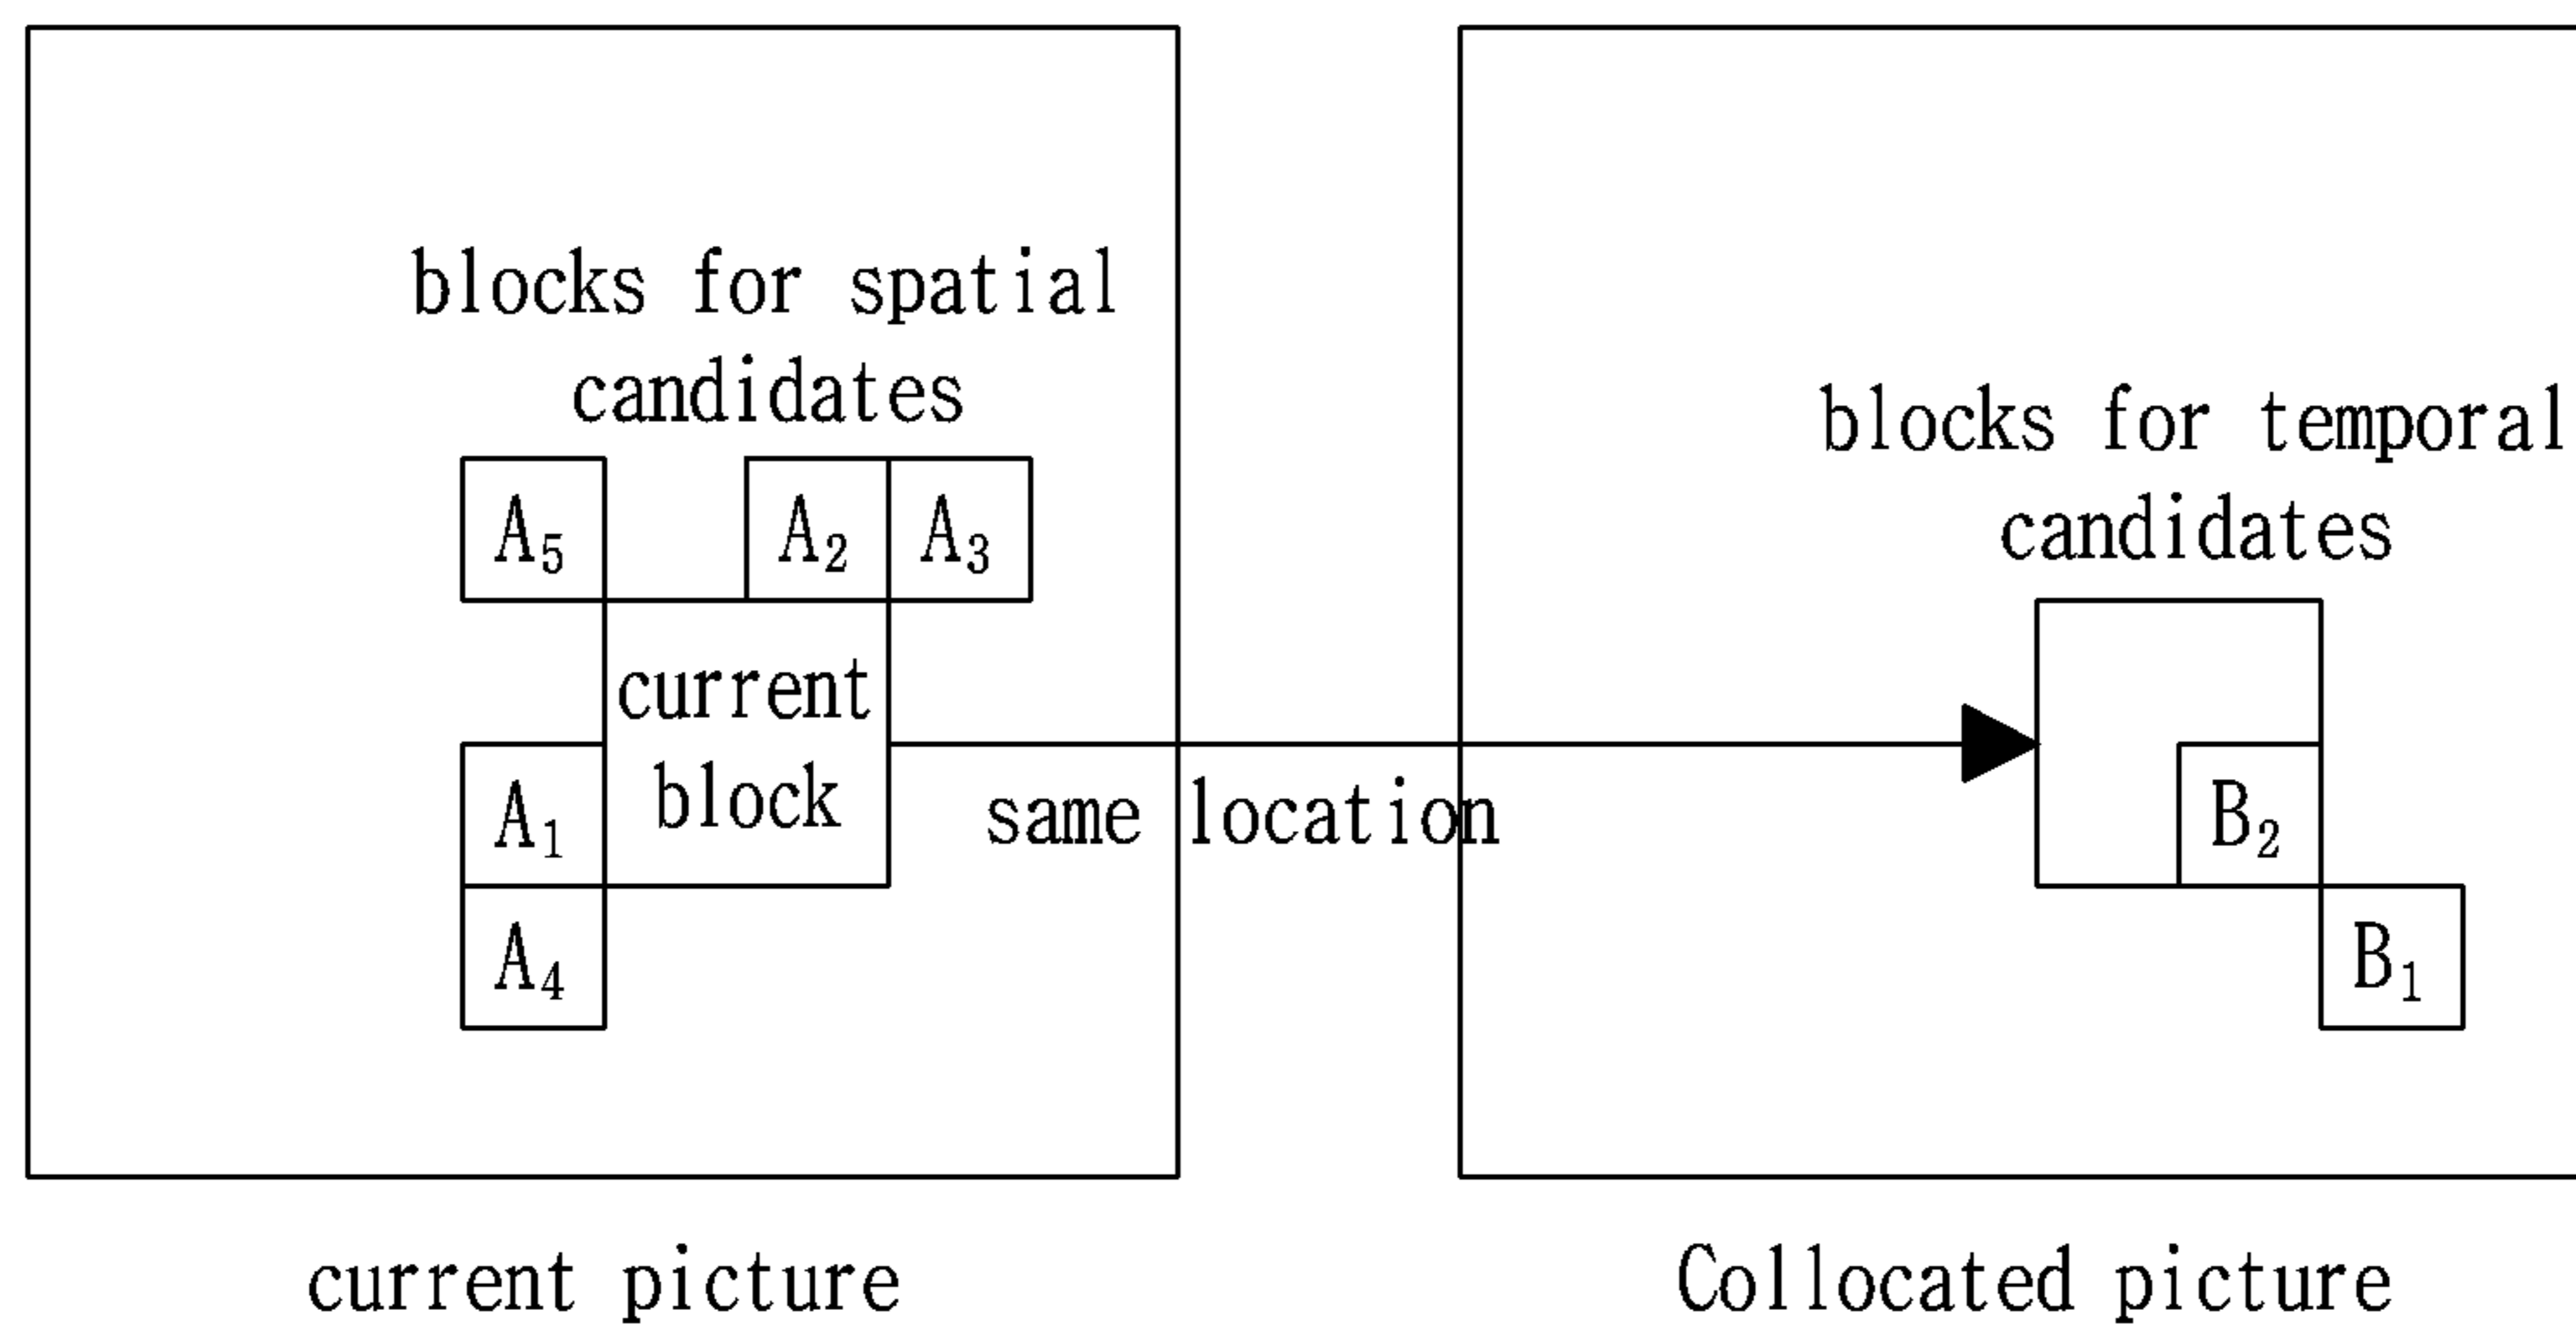 blocks for spatial
candidates
A5
A2
A3
current
block
A1
A4
same location
blocks for temporal
candidates
B2
B1
current picture
Collocated picture